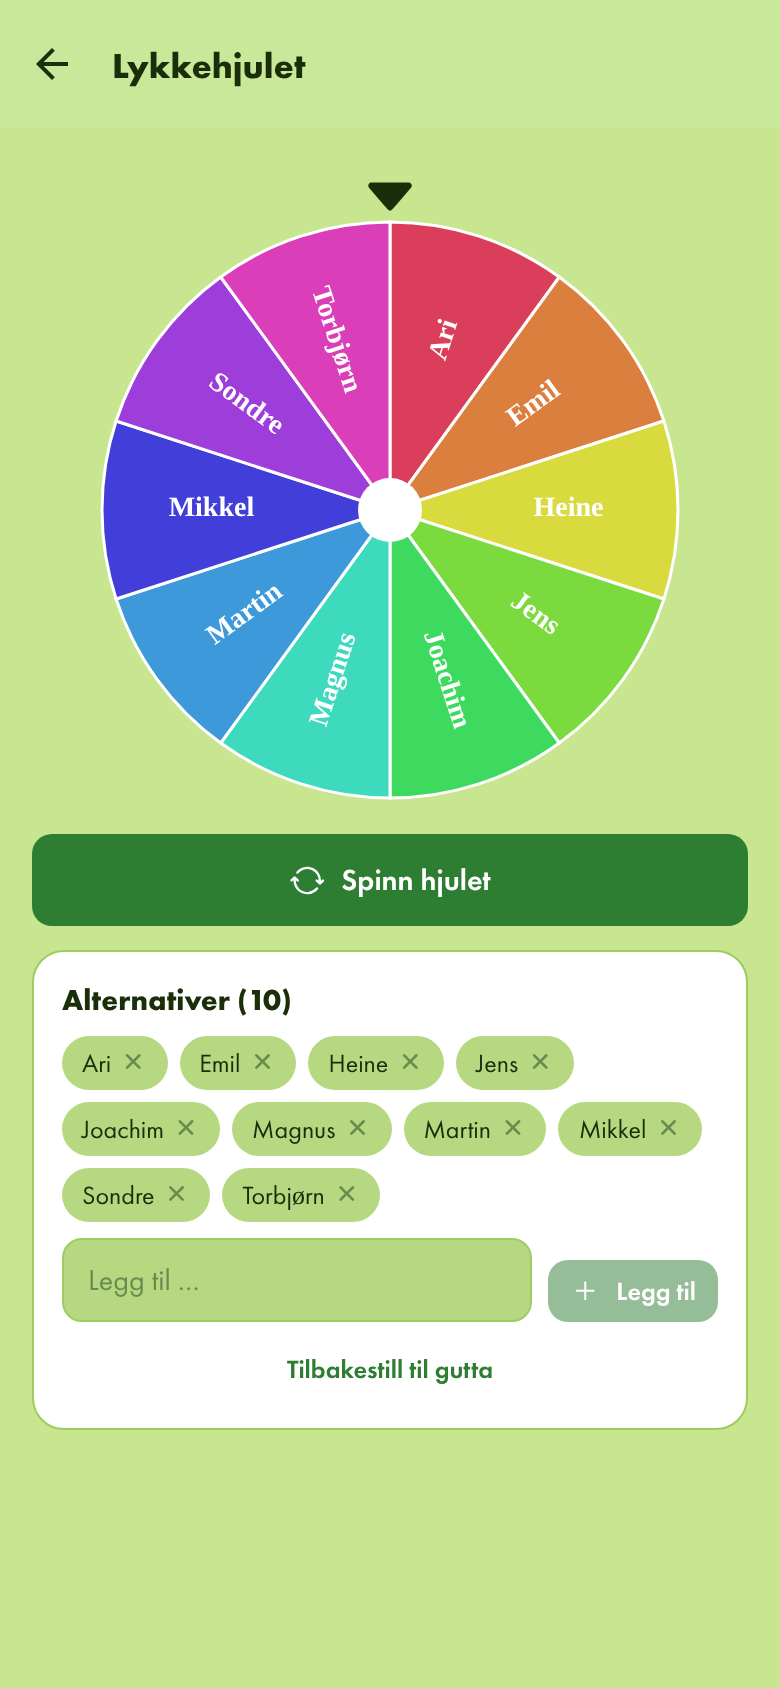 Lykkehjulet
Torbjørn
Ari
Sondre
Emil
Mikkel
Heine
Martin
Jens
Magnus
Joachim
Spinn hjulet
Alternativer (10)
Ari ✕ Emil ✕ Heine ✕ Jens ✕
Joachim ✕ Magnus ✕ Martin ✕ Mikkel ✕
Sondre ✕ Torbjørn ✕
Legg til ...
+ Legg til
Tilbakestill til gutta